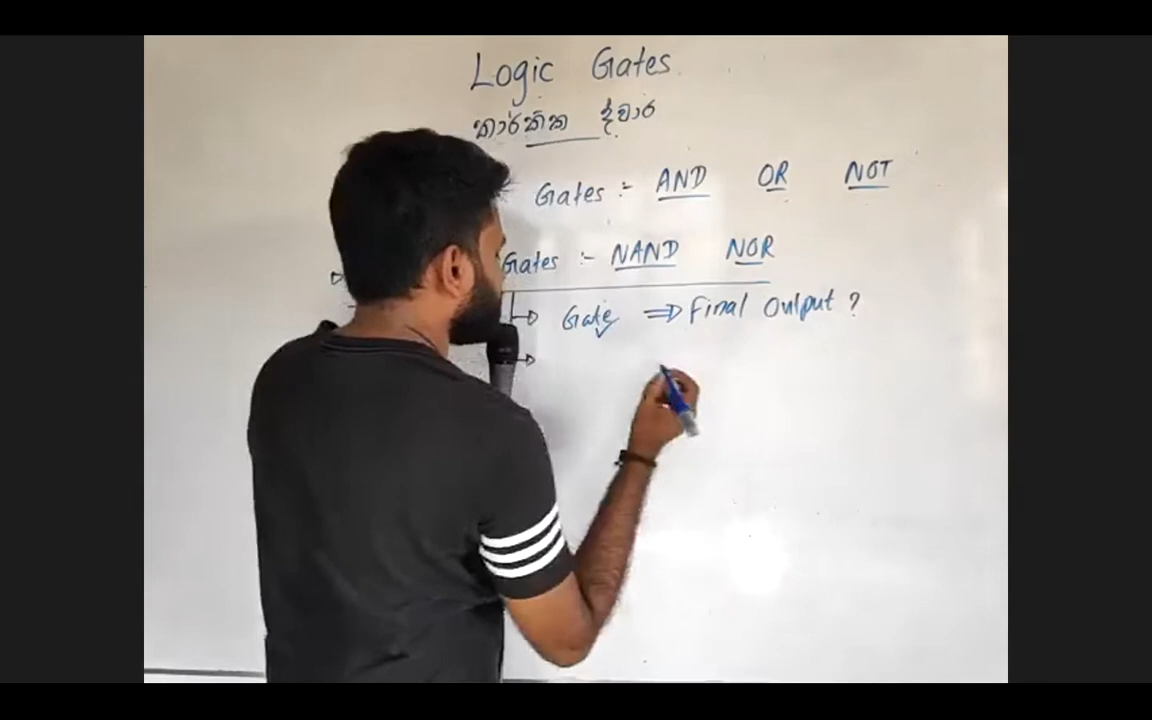 Logic Gates
තාර්කික ද්වාර
Gates :- AND OR NOT
Gates :- NAND NOR
Gate ⇒ Final Output ?